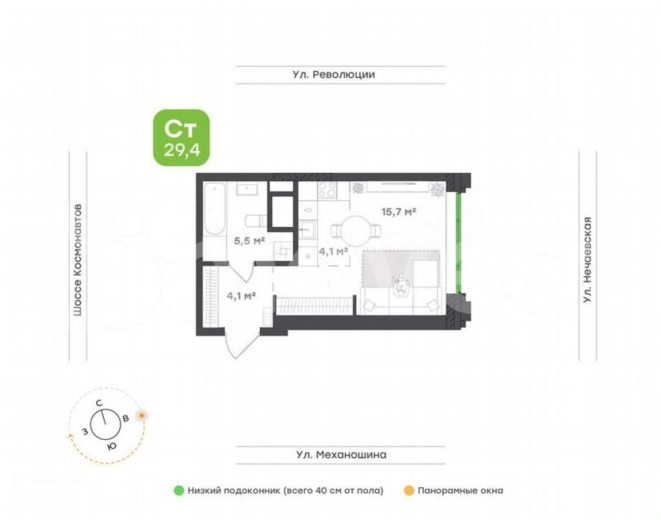 Ул. Революции
Ст
29,4
15,7 м²
5,5 м²
4,1 м²
4,1 м²
Шоссе Космонавтов
Ул. Нечаевская
С
В
З
Ю
Ул. Механошина
Низкий подоконник (всего 40 см от пола)
Панорамные окна